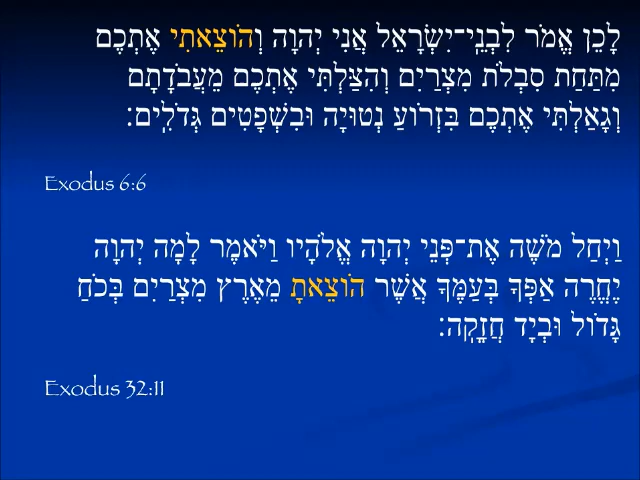 לָכֵן אֱמֹר לִבְנֵי־יִשְׂרָאֵל אֲנִי יְהוָה וְהוֹצֵאתִי אֶתְכֶם
מִתַּחַת סִבְלֹת מִצְרַיִם וְהִצַּלְתִּי אֶתְכֶם מֵעֲבֹדָתָם
וְגָאַלְתִּי אֶתְכֶם בִּזְרוֹעַ נְטוּיָה וּבִשְׁפָטִים גְּדֹלִים׃
Exodus 6:6
וַיְחַל מֹשֶׁה אֶת־פְּנֵי יְהוָה אֱלֹהָיו וַיֹּאמֶר לָמָה יְהוָה
יֶחֱרֶה אַפְּךָ בְּעַמֶּךָ אֲשֶׁר הוֹצֵאתָ מֵאֶרֶץ מִצְרַיִם בְּכֹחַ
גָּדוֹל וּבְיָד חֲזָקָה׃
Exodus 32:11